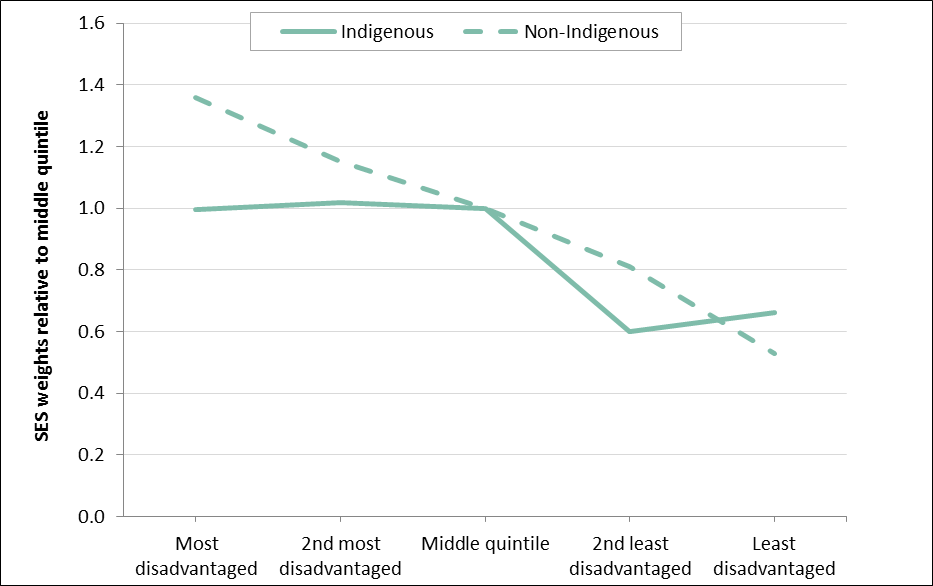 Indigenous Non-Indigenous
SES weights relative to middle quintile
1.6
1.4
1.2
1.0
0.8
0.6
0.4
0.2
0.0
Most disadvantaged
2nd most disadvantaged
Middle quintile
2nd least disadvantaged
Least disadvantaged